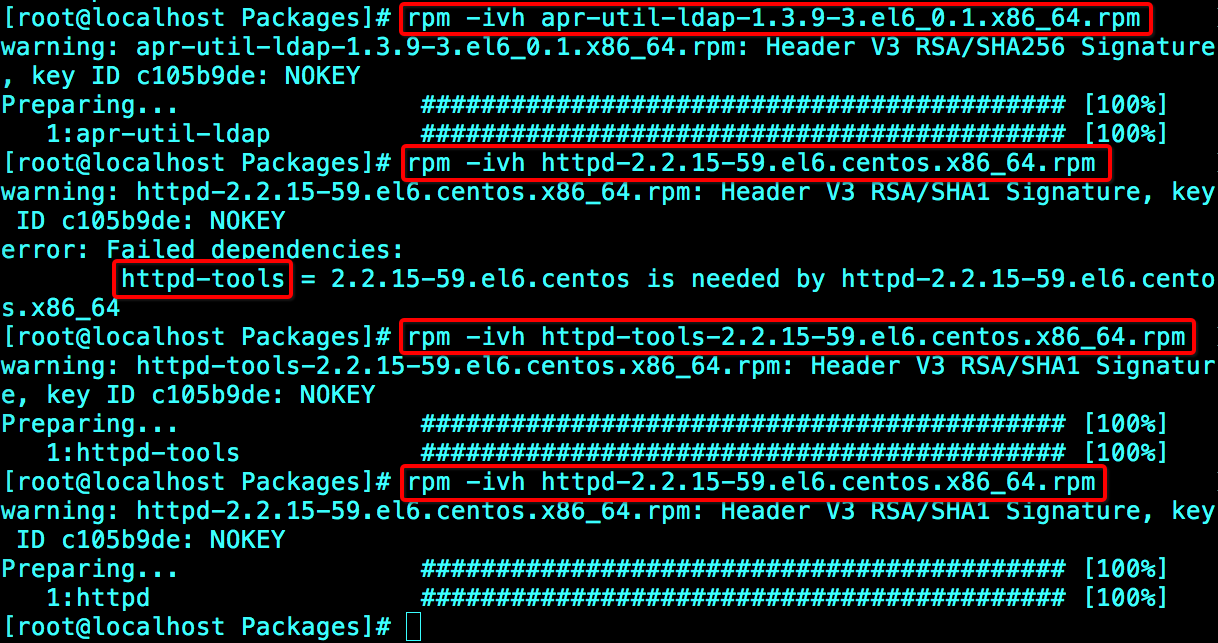 [root@localhost Packages]# rpm -ivh apr-util-ldap-1.3.9-3.el6_0.1.x86_64.rpm
warning: apr-util-ldap-1.3.9-3.el6_0.1.x86_64.rpm: Header V3 RSA/SHA256 Signature
, key ID c105b9de: NOKEY
Preparing...                ########################################### [100%]
   1:apr-util-ldap          ########################################### [100%]
[root@localhost Packages]# rpm -ivh httpd-2.2.15-59.el6.centos.x86_64.rpm
warning: httpd-2.2.15-59.el6.centos.x86_64.rpm: Header V3 RSA/SHA1 Signature, key
 ID c105b9de: NOKEY
error: Failed dependencies:
        httpd-tools = 2.2.15-59.el6.centos is needed by httpd-2.2.15-59.el6.cento
s.x86_64
[root@localhost Packages]# rpm -ivh httpd-tools-2.2.15-59.el6.centos.x86_64.rpm
warning: httpd-tools-2.2.15-59.el6.centos.x86_64.rpm: Header V3 RSA/SHA1 Signatur
e, key ID c105b9de: NOKEY
Preparing...                ########################################### [100%]
   1:httpd-tools            ########################################### [100%]
[root@localhost Packages]# rpm -ivh httpd-2.2.15-59.el6.centos.x86_64.rpm
warning: httpd-2.2.15-59.el6.centos.x86_64.rpm: Header V3 RSA/SHA1 Signature, key
 ID c105b9de: NOKEY
Preparing...                ########################################### [100%]
   1:httpd                  ########################################### [100%]
[root@localhost Packages]#